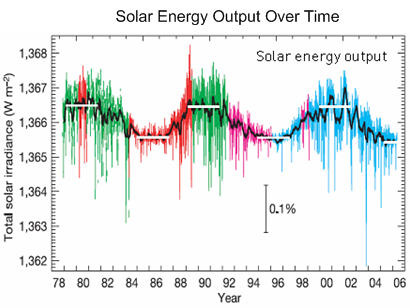 Solar Energy Output Over Time
Solar energy output
Total solar irradiance (W m⁻²)
1,368
1,367
1,366
1,365
1,364
1,363
1,362
0.1%
78 80 82 84 86 88 90 92 94 96 98 00 02 04 06
Year